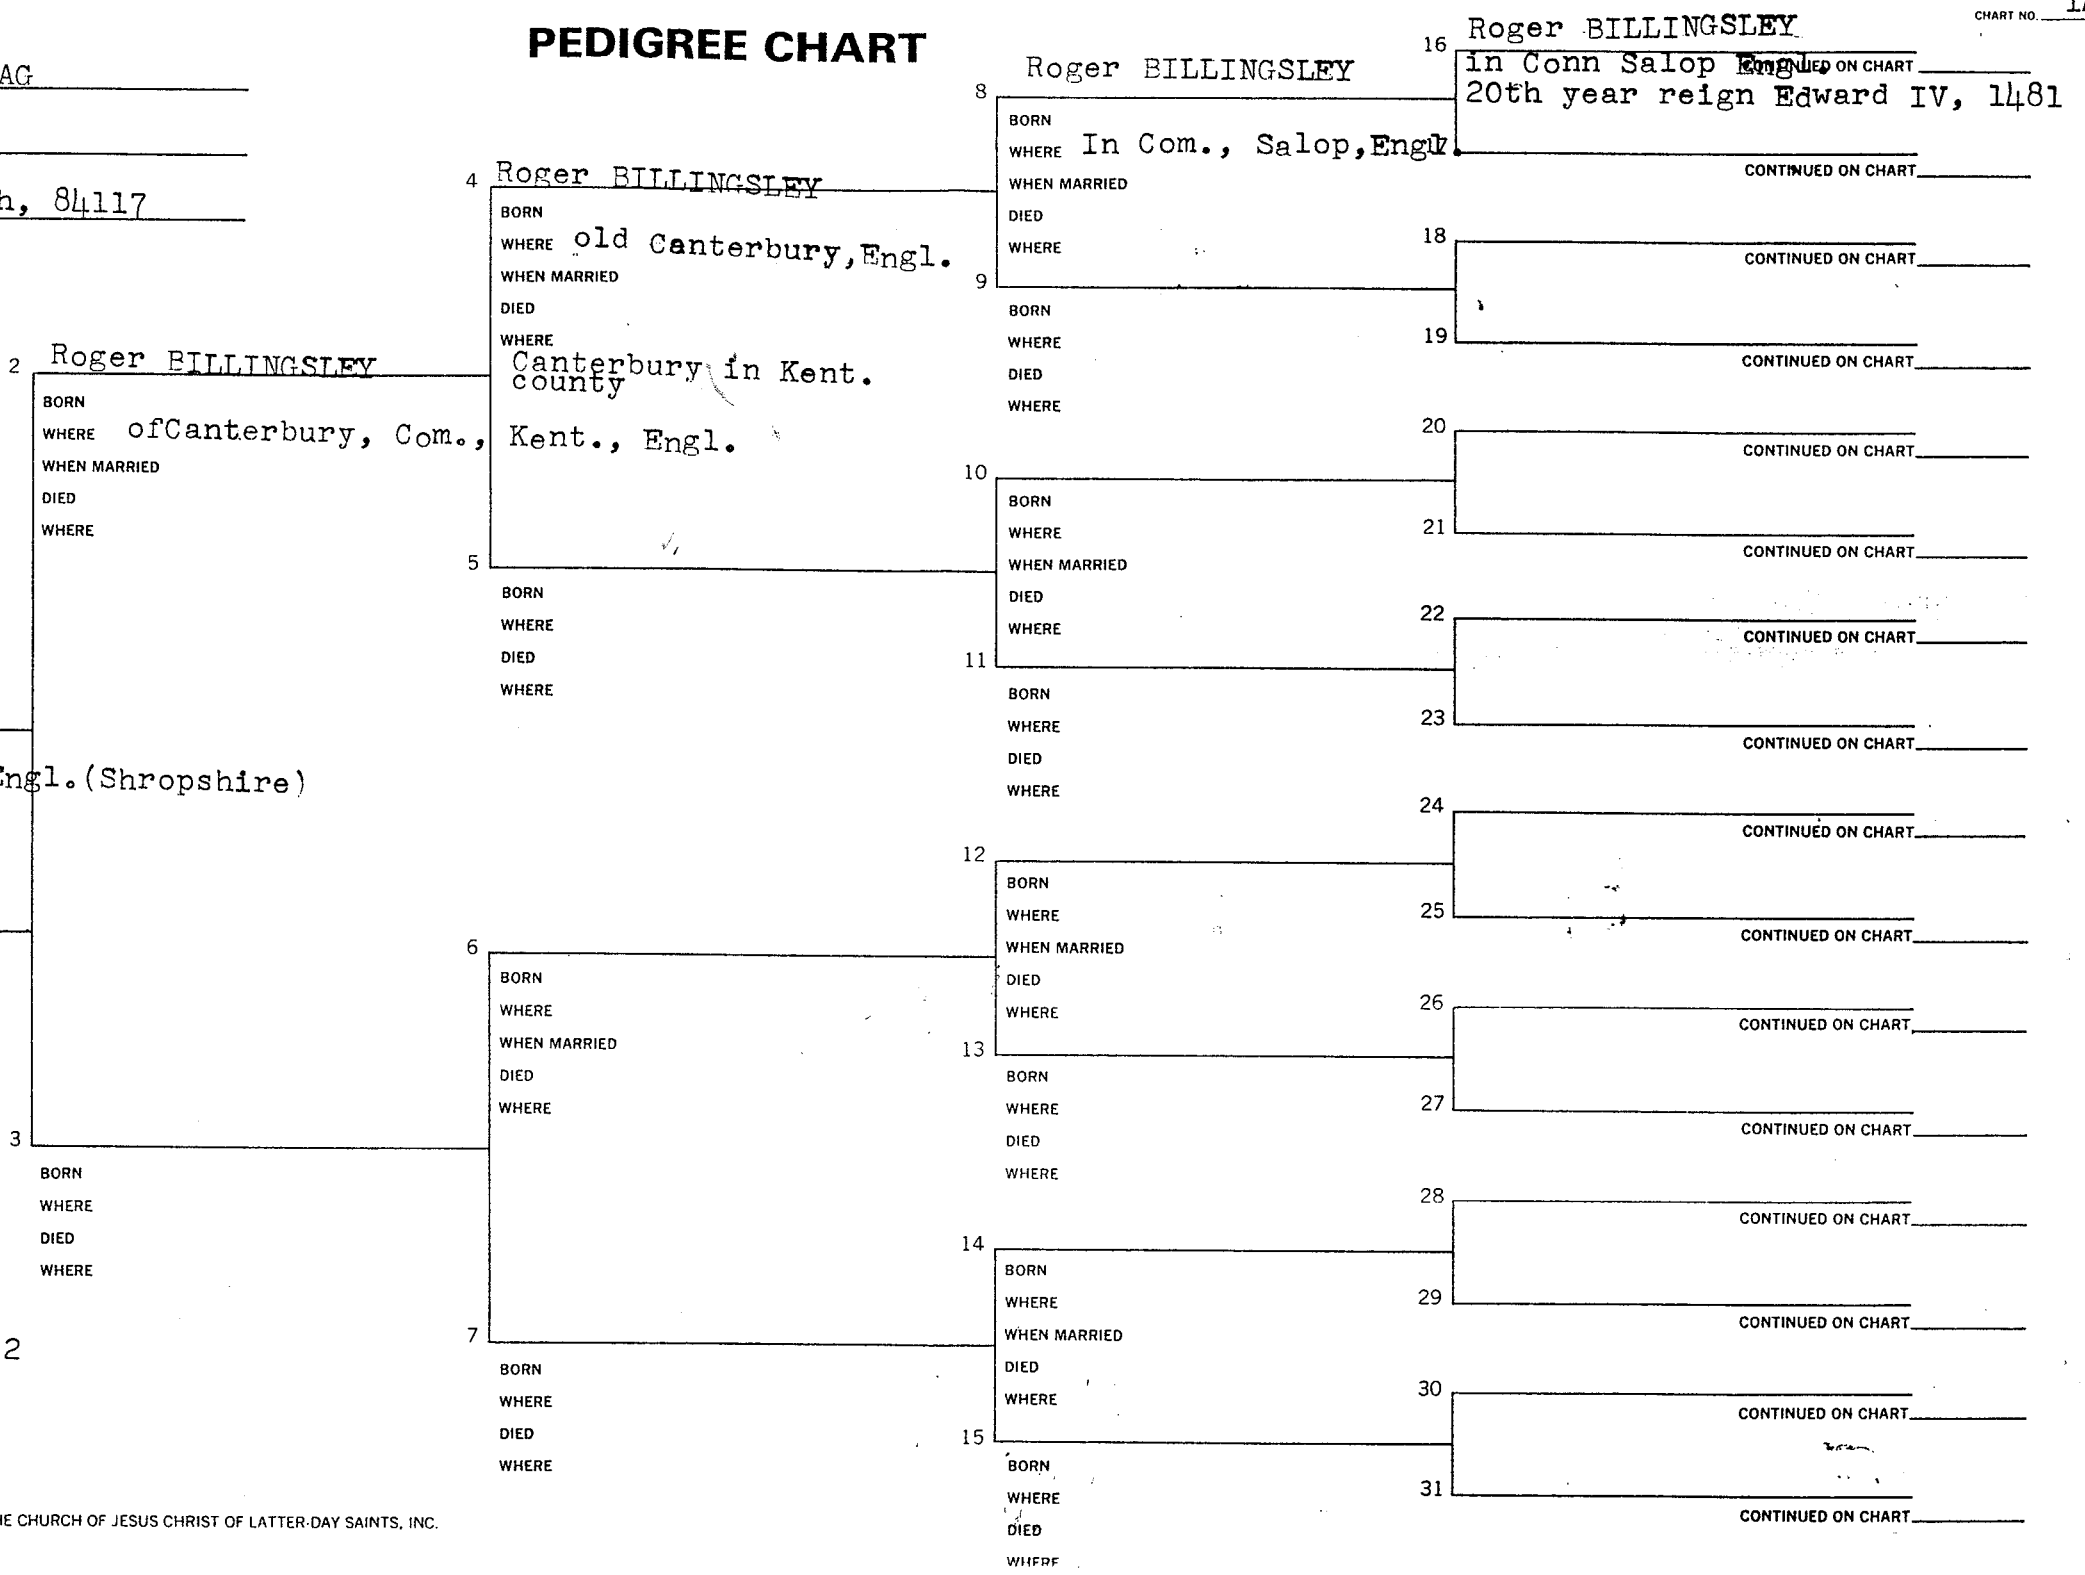 PEDIGREE CHART
CHART NO.
AG
h, 84117
2 Roger BILLINGSLEY
BORN
WHERE ofCanterbury, Com., Kent., Engl.
WHEN MARRIED
DIED
WHERE
Engl.(Shropshire)
3
BORN
WHERE
DIED
WHERE
2
HE CHURCH OF JESUS CHRIST OF LATTER-DAY SAINTS, INC.
4 Roger BILLINGSLEY
BORN
WHERE old Canterbury,Engl.
WHEN MARRIED
DIED
WHERE
Canterbury in Kent.
county
5
BORN
WHERE
DIED
WHERE
6
BORN
WHERE
WHEN MARRIED
DIED
WHERE
7
BORN
WHERE
DIED
WHERE
Roger BILLINGSLEY
8
BORN
WHERE In Com., Salop,Engl.
WHEN MARRIED
DIED
WHERE
9
BORN
WHERE
DIED
WHERE
10
BORN
WHERE
WHEN MARRIED
DIED
WHERE
11
BORN
WHERE
DIED
WHERE
12
BORN
WHERE
WHEN MARRIED
DIED
WHERE
13
BORN
WHERE
DIED
WHERE
14
BORN
WHERE
WHEN MARRIED
DIED
WHERE
15
BORN
WHERE
DIED
WHERE
Roger BILLINGSLEY
16
in Conn Salop Engl.
CONTINUED ON CHART
20th year reign Edward IV, 1481
17
CONTINUED ON CHART
18
CONTINUED ON CHART
19
CONTINUED ON CHART
20
CONTINUED ON CHART
21
CONTINUED ON CHART
22
CONTINUED ON CHART
23
CONTINUED ON CHART
24
CONTINUED ON CHART
25
CONTINUED ON CHART
26
CONTINUED ON CHART
27
CONTINUED ON CHART
28
CONTINUED ON CHART
29
CONTINUED ON CHART
30
CONTINUED ON CHART
31
CONTINUED ON CHART